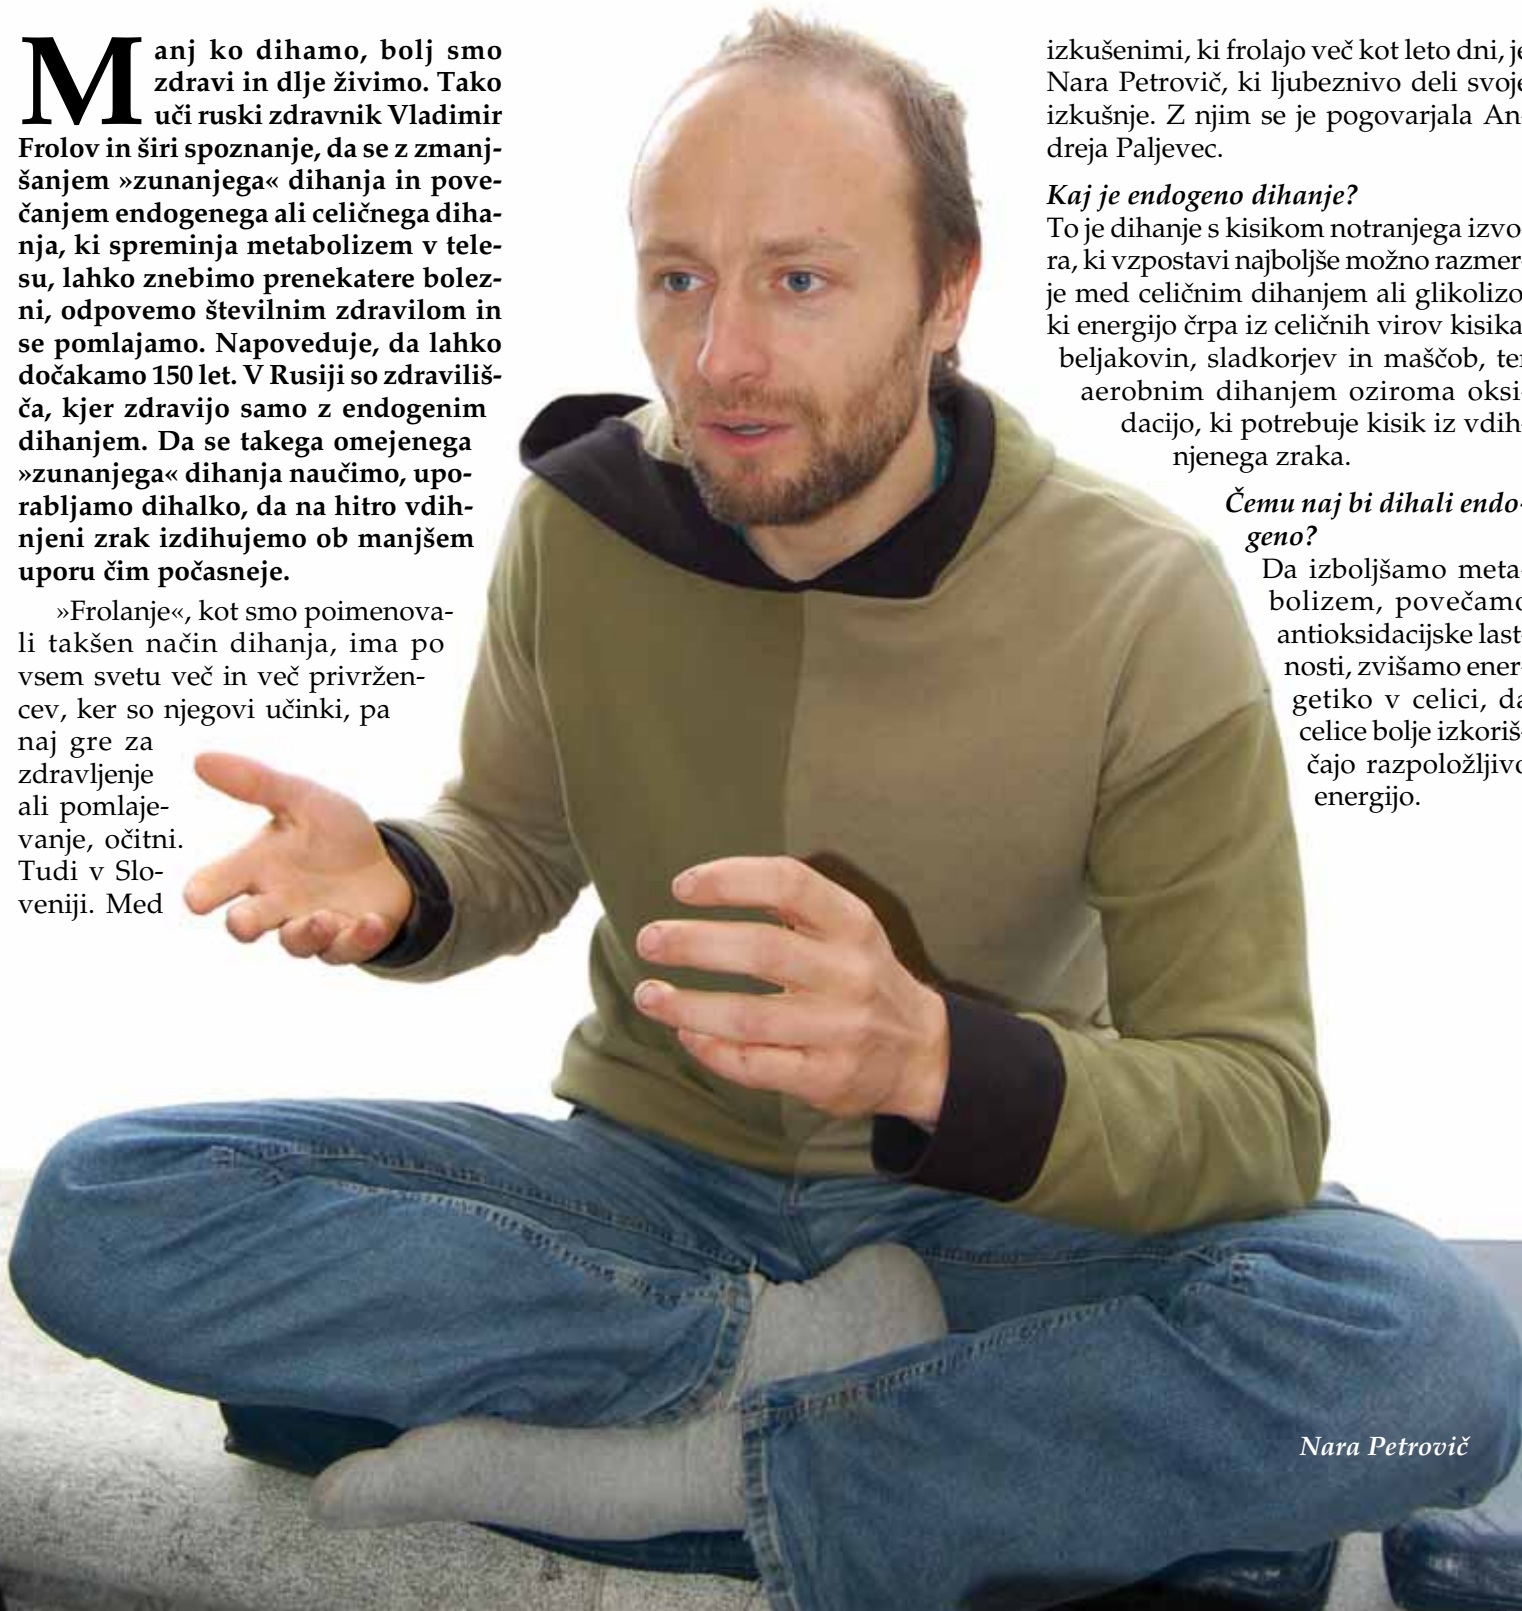 Manj ko dihamo, bolj smo
zdravi in dlje živimo. Tako
uči ruski zdravnik Vladimir
Frolov in širi spoznanje, da se z zmanj-
šanjem »zunanjega« dihanja in pove-
čanjem endogenega ali celičnega diha-
nja, ki spreminja metabolizem v tele-
su, lahko znebimo prenekatere bolez-
ni, odpovemo številnim zdravilom in
se pomlajamo. Napoveduje, da lahko
dočakamo 150 let. V Rusiji so zdraviliš-
ča, kjer zdravijo samo z endogenim
dihanjem. Da se takega omejenega
»zunanjega« dihanja naučimo, upo-
rabljamo dihalko, da na hitro vdih-
njeni zrak izdihujemo ob manjšem
uporu čim počasneje.
»Frolanje«, kot smo poimenova-
li takšen način dihanja, ima po
vsem svetu več in več privržen-
cev, ker so njegovi učinki, pa
naj gre za
zdravljenje
ali pomlaje-
vanje, očitni.
Tudi v Slo-
veniji. Med
izkušenimi, ki frolajo več kot leto dni, je
Nara Petrovič, ki ljubeznivo deli svoje
izkušnje. Z njim se je pogovarjala An-
dreja Paljevec.
Kaj je endogeno dihanje?
To je dihanje s kisikom notranjega izvo-
ra, ki vzpostavi najboljše možno razmer-
je med celičnim dihanjem ali glikolizo,
ki energijo črpa iz celičnih virov kisika,
beljakovin, sladkorjev in maščob, ter
aerobnim dihanjem oziroma oksi-
dacijo, ki potrebuje kisik iz vdih-
njenega zraka.
Čemu naj bi dihali endo-
geno?
Da izboljšamo meta-
bolizem, povečamo
antioksidacijske last-
nosti, zvišamo ener-
getiko v celici, da
celice bolje izkoriš-
čajo razpoložljivo
energijo.
Nara Petrovič